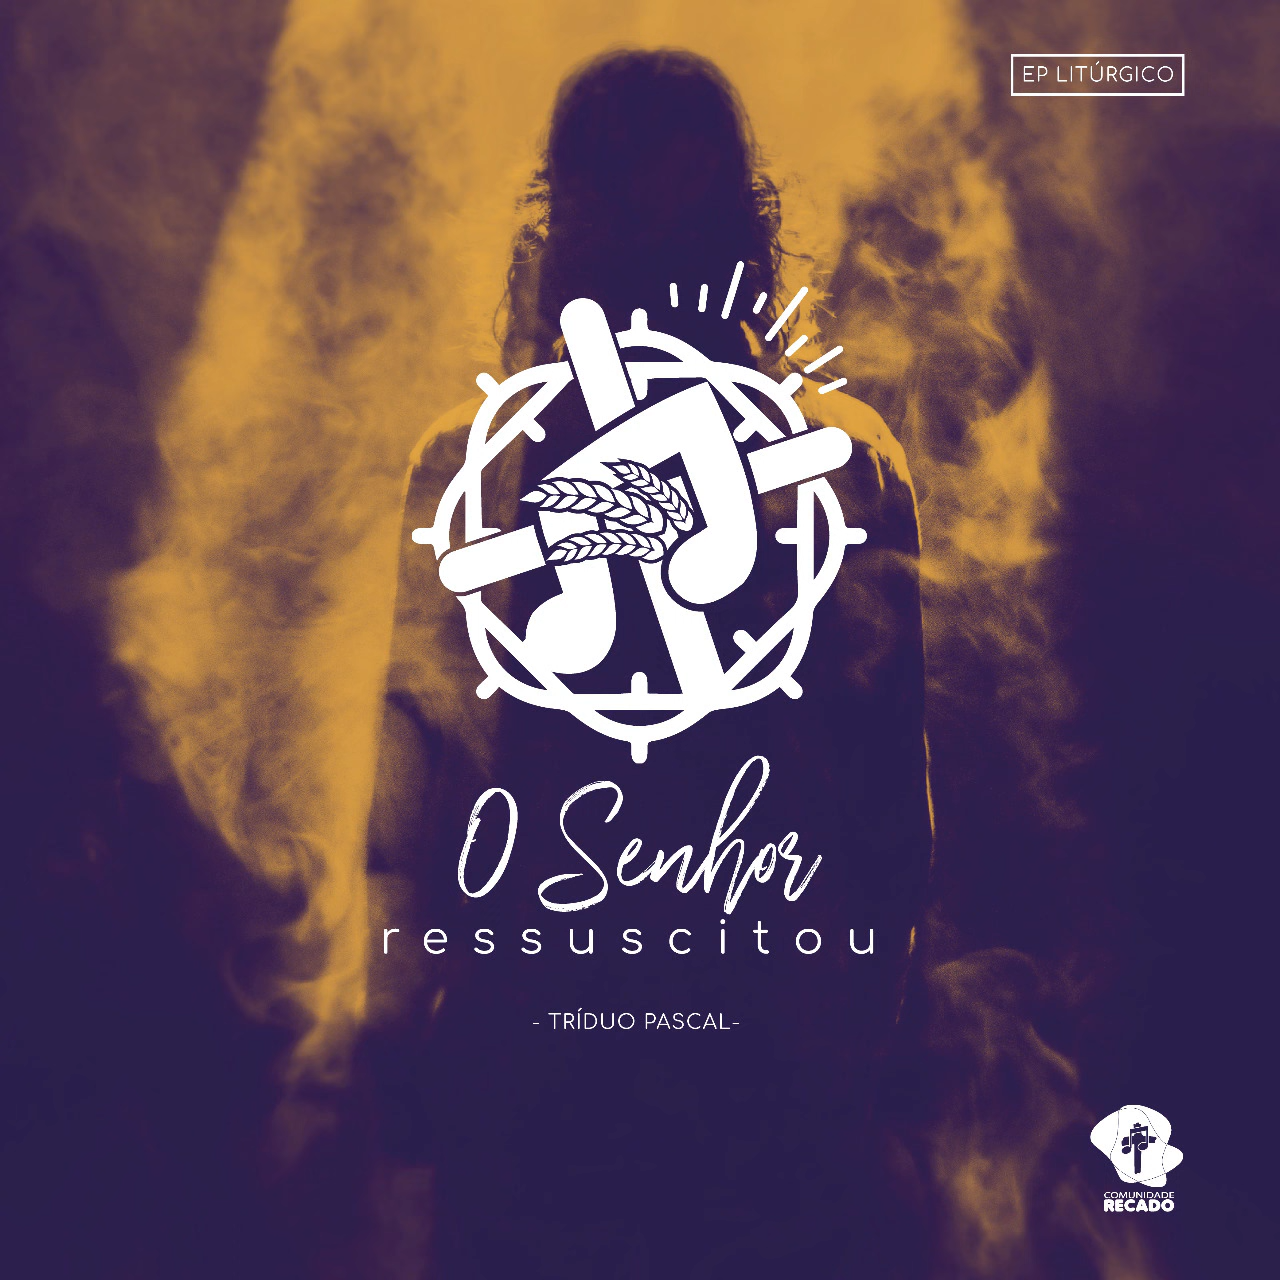 EP LITÚRGICO
O Senhor
ressuscitou
- TRÍDUO PASCAL-
COMUNIDADE
RECADO